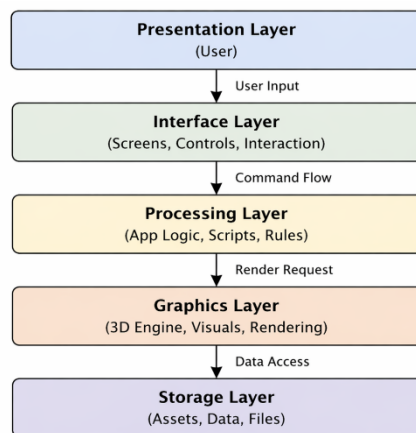 Presentation Layer
(User)
User Input
Interface Layer
(Screens, Controls, Interaction)
Command Flow
Processing Layer
(App Logic, Scripts, Rules)
Render Request
Graphics Layer
(3D Engine, Visuals, Rendering)
Data Access
Storage Layer
(Assets, Data, Files)